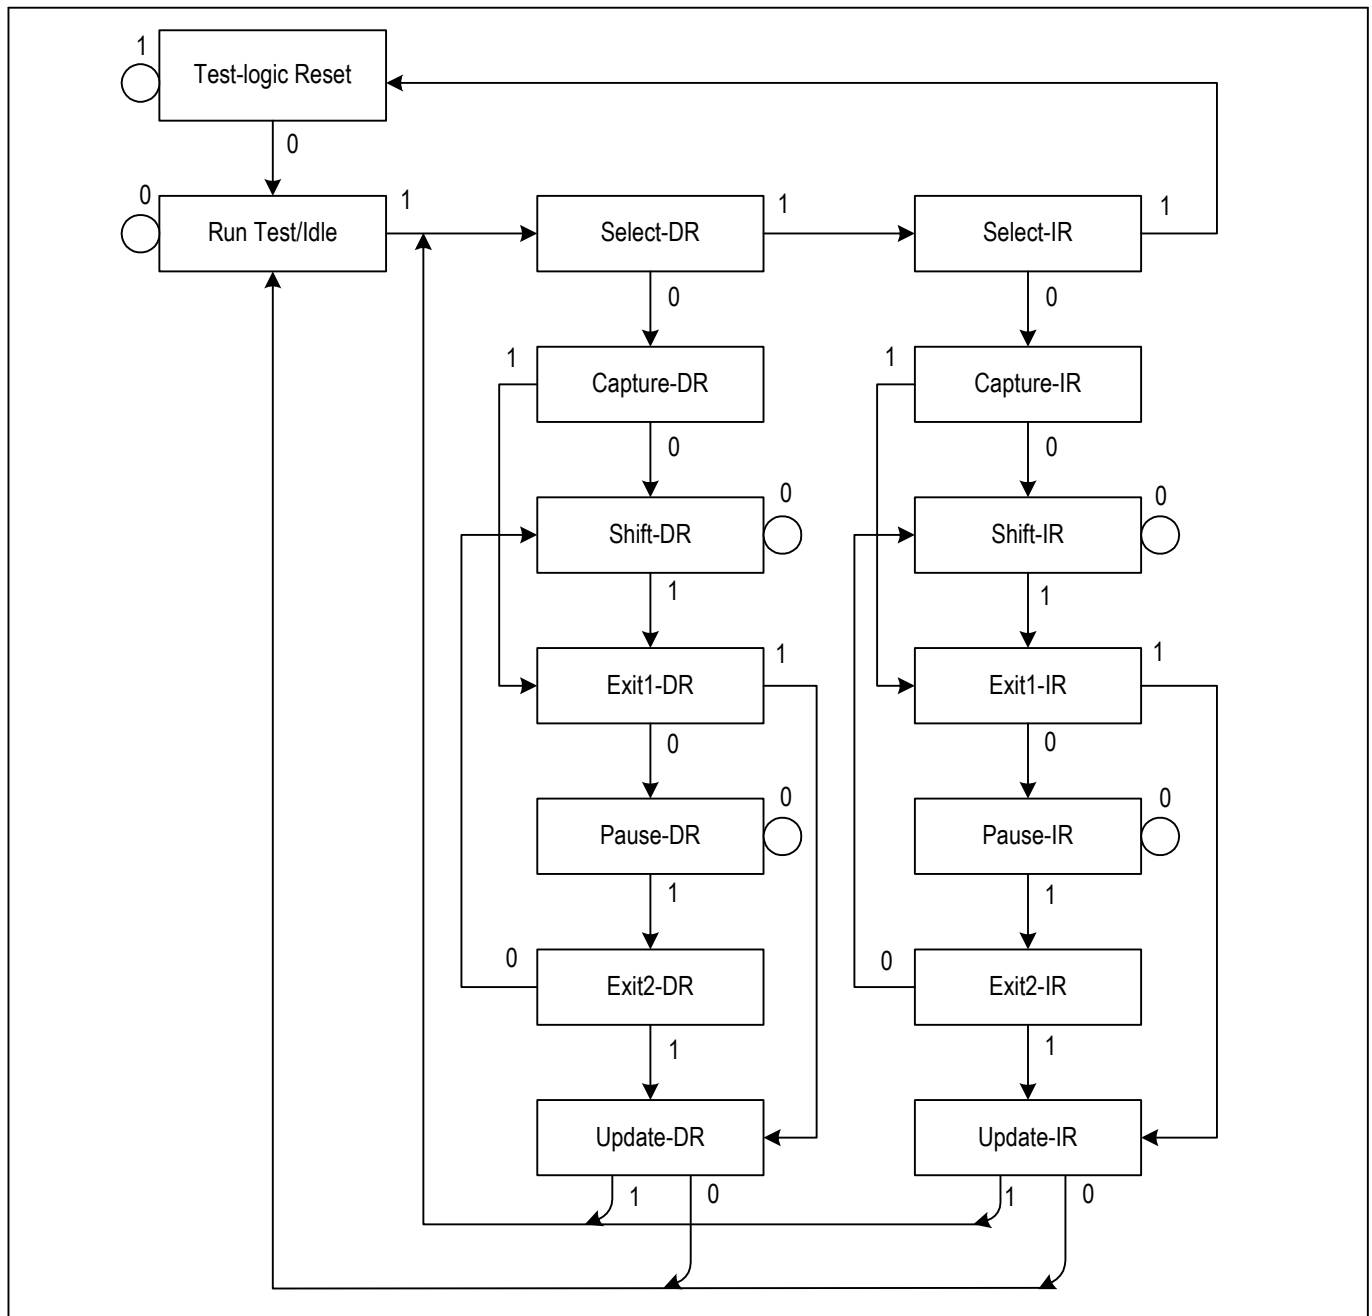 1
Test-logic Reset
0
0
Run Test/Idle
1
Select-DR
1
Select-IR
1
0
0
1
Capture-DR
1
Capture-IR
0
0
Shift-DR
0
Shift-IR
0
1
1
Exit1-DR
1
Exit1-IR
1
0
0
Pause-DR
0
Pause-IR
0
1
1
0
Exit2-DR
0
Exit2-IR
1
1
Update-DR
Update-IR
1
0
1
0